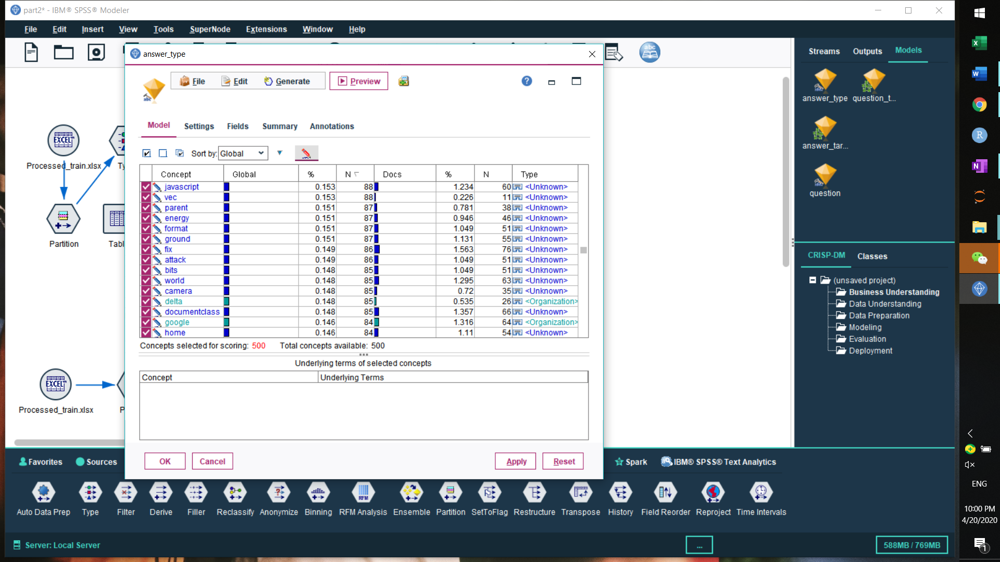 part2* - IBM® SPSS® Modeler
File Edit Insert View Tools SuperNode Extensions Window Help
answer_type
File Edit Generate Preview
Model Settings Fields Summary Annotations
Sort by: Global
Concept Global % N Docs % N Type
javascript 0.153 88 1.234 60 <Unknown>
vec 0.153 88 0.226 11 <Unknown>
parent 0.151 87 0.781 38 <Unknown>
energy 0.151 87 0.946 46 <Unknown>
format 0.151 87 1.049 51 <Unknown>
ground 0.151 87 1.131 55 <Unknown>
fix 0.149 86 1.563 76 <Unknown>
attack 0.149 86 1.049 51 <Unknown>
bits 0.148 85 1.049 51 <Unknown>
world 0.148 85 1.295 63 <Unknown>
camera 0.148 85 0.72 35 <Unknown>
delta 0.148 85 0.535 26 <Organization>
documentclass 0.148 85 1.357 66 <Unknown>
google 0.146 84 1.316 64 <Organization>
home 0.146 84 1.11 54 <Unknown>
Concepts selected for scoring: 500 Total concepts available: 500
Underlying terms of selected concepts
Concept Underlying Terms
OK Cancel Apply Reset
EXCEL
Processed_train.xlsx
Ty
Partition
Tabl
EXCEL
Processed_train.xlsx
P
abc
Streams Outputs Models
answer_type question_t...
answer_tar...
question
CRISP-DM Classes
(unsaved project)
Business Understanding
Data Understanding
Data Preparation
Modeling
Evaluation
Deployment
Favorites Sources Spark IBM® SPSS® Text Analytics
RFM
Auto Data Prep Type Filter Derive Filler Reclassify Anonymize Binning RFM Analysis Ensemble Partition SetToFlag Restructure Transpose History Field Reorder Reproject Time Intervals
Server: Local Server
...
588MB / 769MB
ENG
10:00 PM
4/20/2020
1